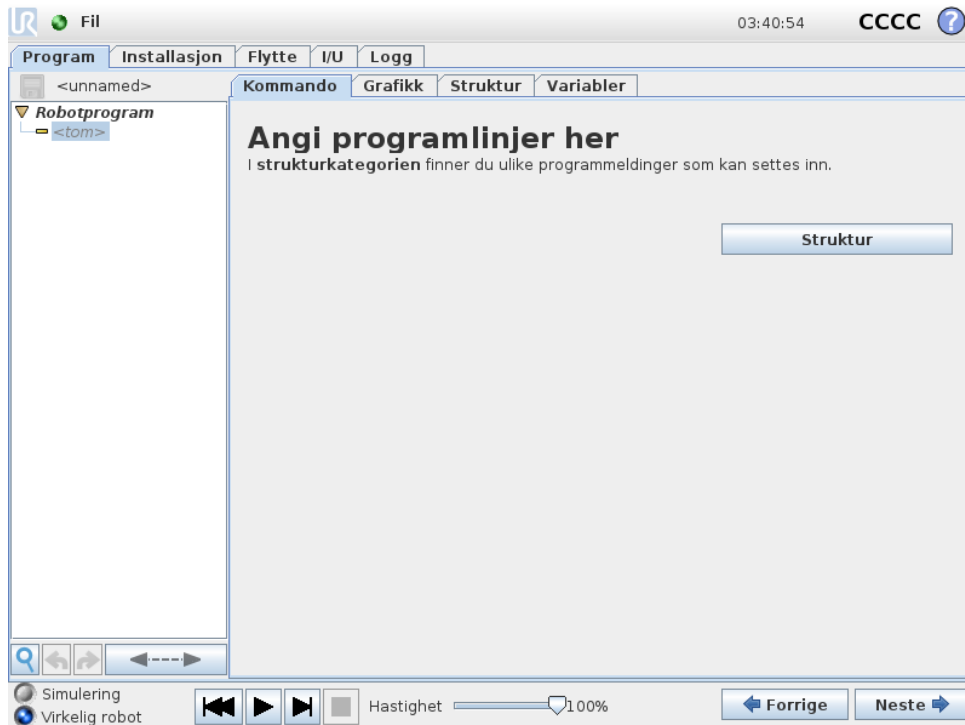 UR Fil 03:40:54 CCCC ?
Program Installasjon Flytte I/U Logg
<unnamed> Kommando Grafikk Struktur Variabler
Robotprogram
<tom>
Angi programlinjer her
I strukturkategorien finner du ulike programmeldinger som kan settes inn.
Struktur
Simulering
Virkelig robot
Hastighet 100% Forrige Neste